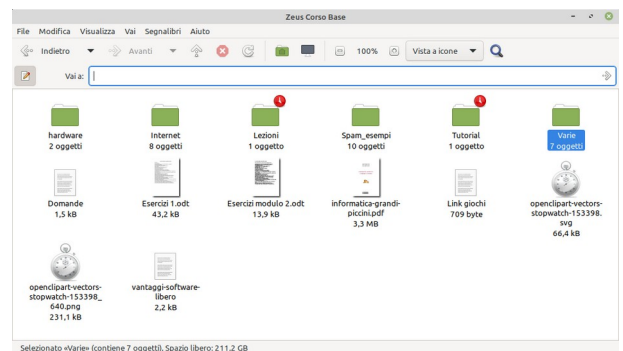 Zeus Corso Base
File Modifica Visualizza Vai Segnalibri Aiuto
Indietro Avanti 100% Vista a icone
Vai a:
hardware
2 oggetti
Internet
8 oggetti
Lezioni
1 oggetto
Spam_esempi
10 oggetti
Tutorial
1 oggetto
Varie
7 oggetti
Domande
1,5 kB
Esercizi 1.odt
43,2 kB
Esercizi modulo 2.odt
13,9 kB
informatica-grandi-
piccini.pdf
3,3 MB
Link giochi
709 byte
openclipart-vectors-
stopwatch-153398.
svg
66,4 kB
openclipart-vectors-
stopwatch-153398_
640.png
231,1 kB
vantaggi-software-
libero
2,2 kB
Selezionato «Varie» (contiene 7 oggetti), Spazio libero: 211,2 GB